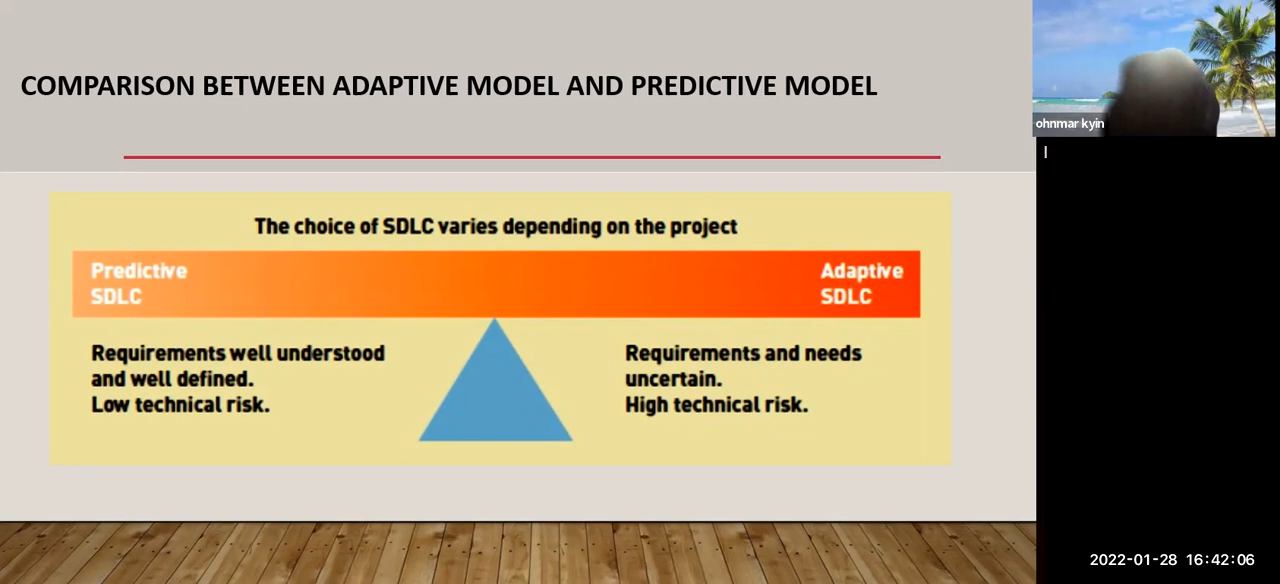 COMPARISON BETWEEN ADAPTIVE MODEL AND PREDICTIVE MODEL
The choice of SDLC varies depending on the project
Predictive
SDLC
Adaptive
SDLC
Requirements well understood
and well defined.
Low technical risk.
Requirements and needs
uncertain.
High technical risk.
ohnmar kyin
2022-01-28 16:42:06